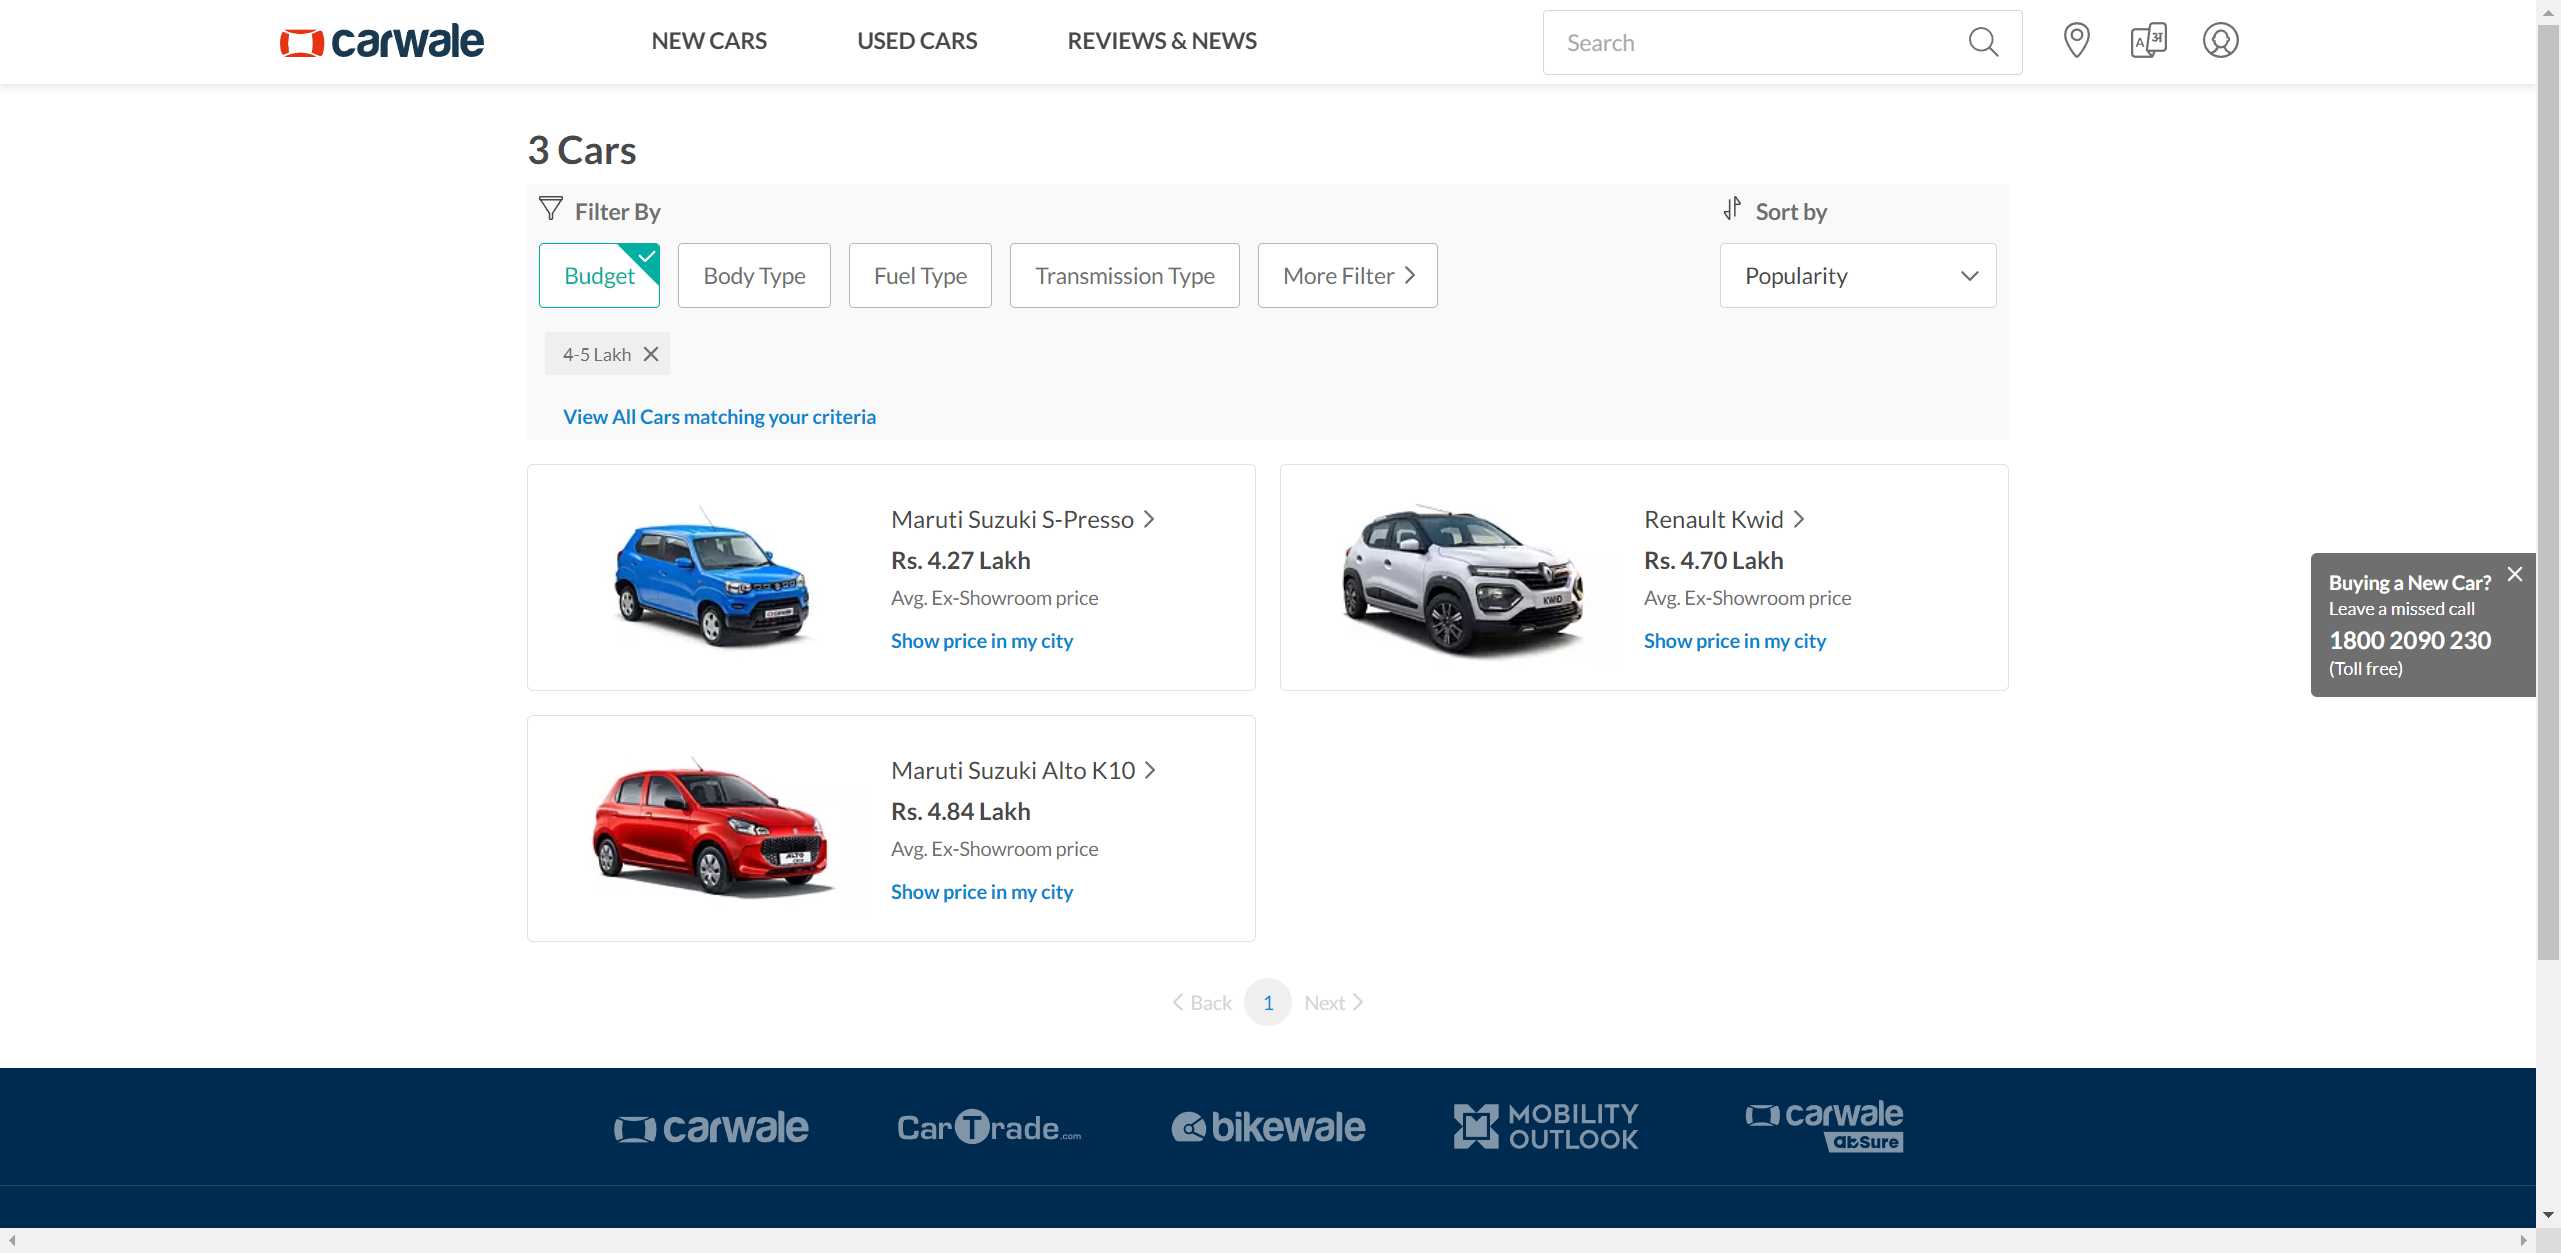 carwale
NEW CARS
USED CARS
REVIEWS & NEWS
Search
A अ
3 Cars
Filter By
Sort by
Budget
Body Type
Fuel Type
Transmission Type
More Filter
Popularity
4-5 Lakh
View All Cars matching your criteria
Maruti Suzuki S-Presso
Rs. 4.27 Lakh
Avg. Ex-Showroom price
Show price in my city
Renault Kwid
KWID
Rs. 4.70 Lakh
Avg. Ex-Showroom price
Show price in my city
Buying a New Car?
Leave a missed call
1800 2090 230
(Toll free)
Maruti Suzuki Alto K10
ALTO
Rs. 4.84 Lakh
Avg. Ex-Showroom price
Show price in my city
Back
1
Next
carwale
CarTrade.com
bikewale
MOBILITY
OUTLOOK
carwale
abSure